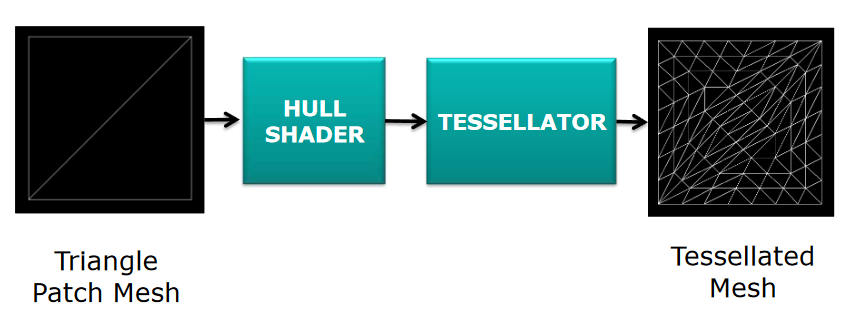 Triangle
Patch Mesh
HULL
SHADER
TESSELLATOR
Tessellated
Mesh